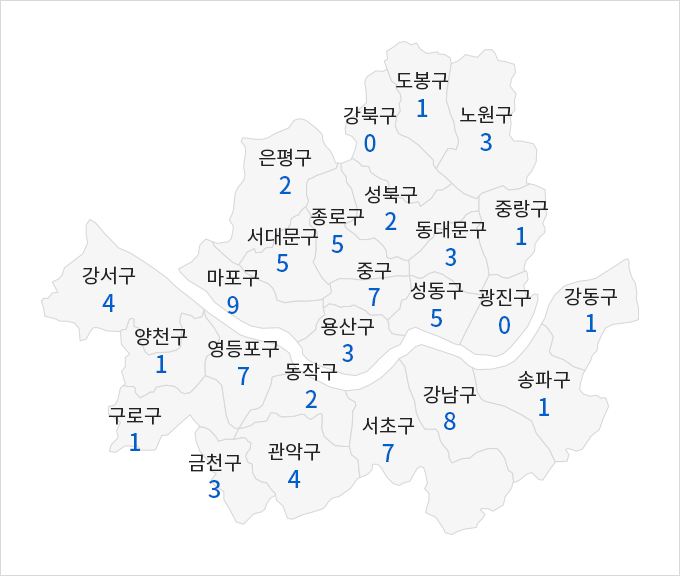 도봉구
1
강북구
0
노원구
3
은평구
2
성북구
2
종로구
5
중랑구
1
동대문구
3
서대문구
5
마포구
9
중구
7
성동구
5
광진구
0
강동구
1
강서구
4
양천구
1
영등포구
7
용산구
3
동작구
2
강남구
8
송파구
1
구로구
1
서초구
7
관악구
4
금천구
3